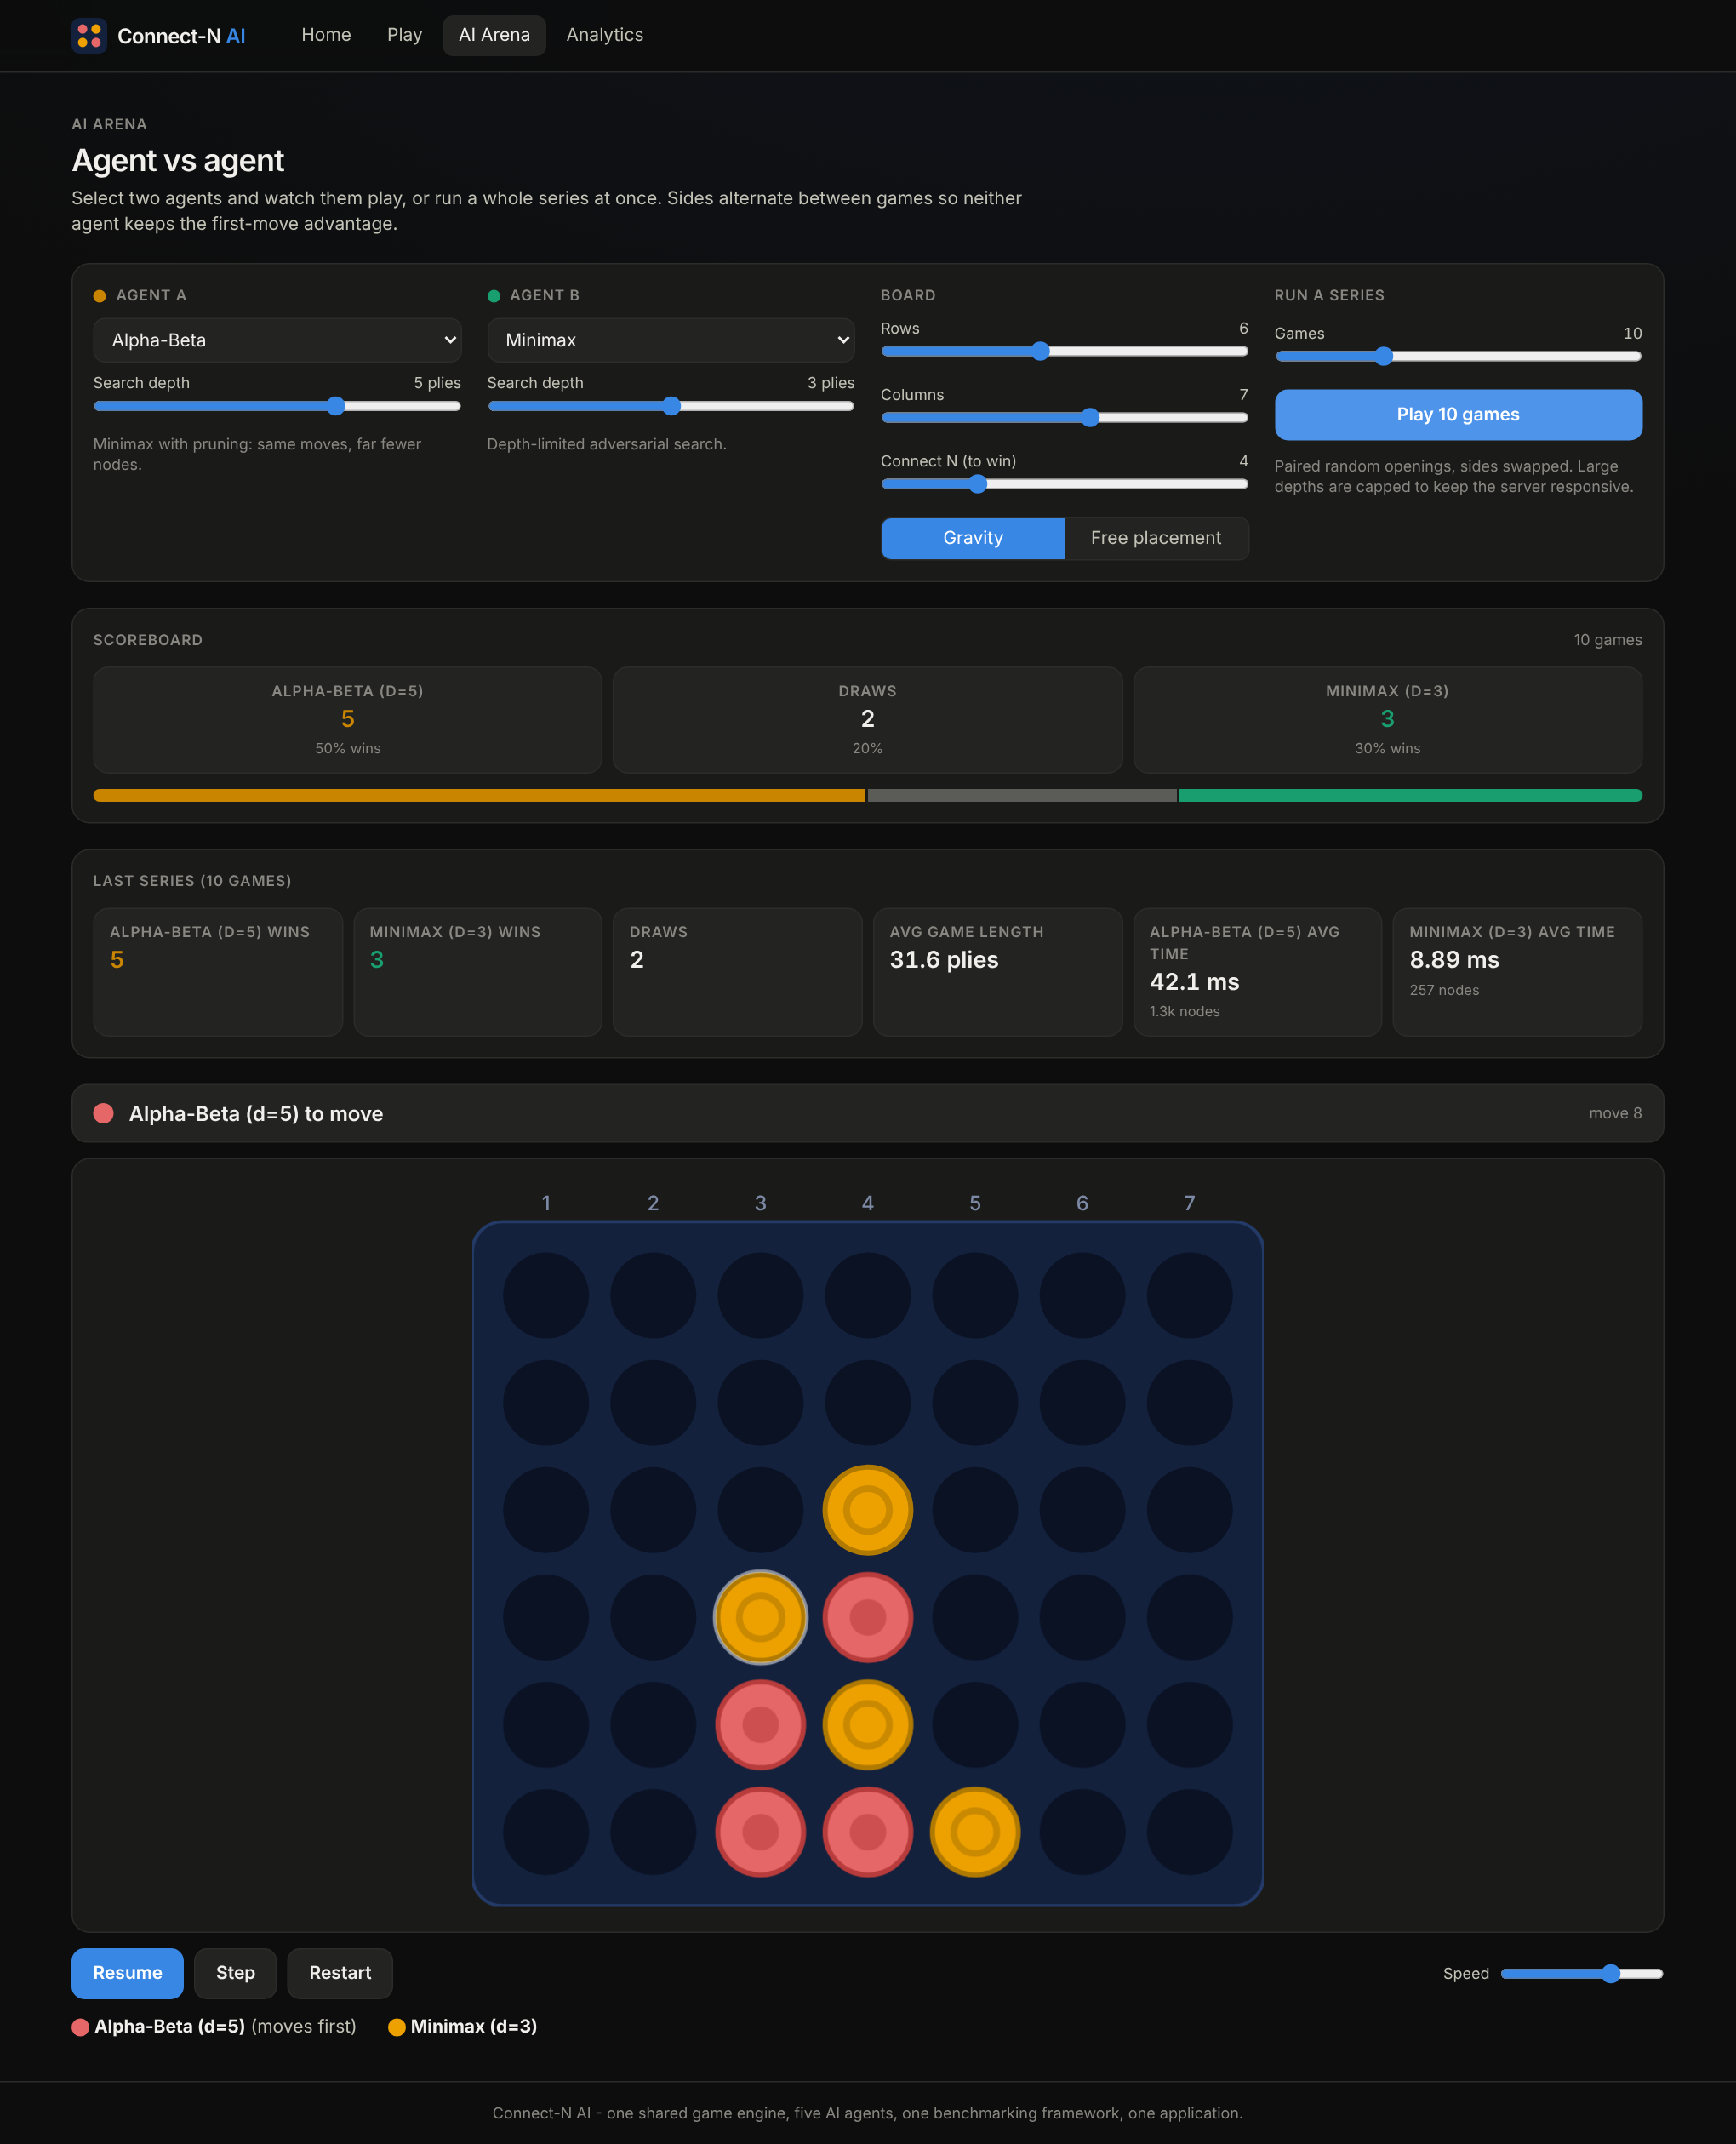 Connect-N AI
Home
Play
AI Arena
Analytics
AI ARENA
Agent vs agent
Select two agents and watch them play, or run a whole series at once. Sides alternate between games so neither
agent keeps the first-move advantage.
AGENT A
Alpha-Beta
Search depth
5 plies
Minimax with pruning: same moves, far fewer
nodes.
AGENT B
Minimax
Search depth
3 plies
Depth-limited adversarial search.
BOARD
Rows
6
Columns
7
Connect N (to win)
4
Gravity
Free placement
RUN A SERIES
Games
10
Play 10 games
Paired random openings, sides swapped. Large
depths are capped to keep the server responsive.
SCOREBOARD
10 games
ALPHA-BETA (D=5)
5
50% wins
DRAWS
2
20%
MINIMAX (D=3)
3
30% wins
LAST SERIES (10 GAMES)
ALPHA-BETA (D=5) WINS
5
MINIMAX (D=3) WINS
3
DRAWS
2
AVG GAME LENGTH
31.6 plies
ALPHA-BETA (D=5) AVG
TIME
42.1 ms
1.3k nodes
MINIMAX (D=3) AVG TIME
8.89 ms
257 nodes
Alpha-Beta (d=5) to move
move 8
1 2 3 4 5 6 7
Resume
Step
Restart
Speed
Alpha-Beta (d=5) (moves first)
Minimax (d=3)
Connect-N AI - one shared game engine, five AI agents, one benchmarking framework, one application.